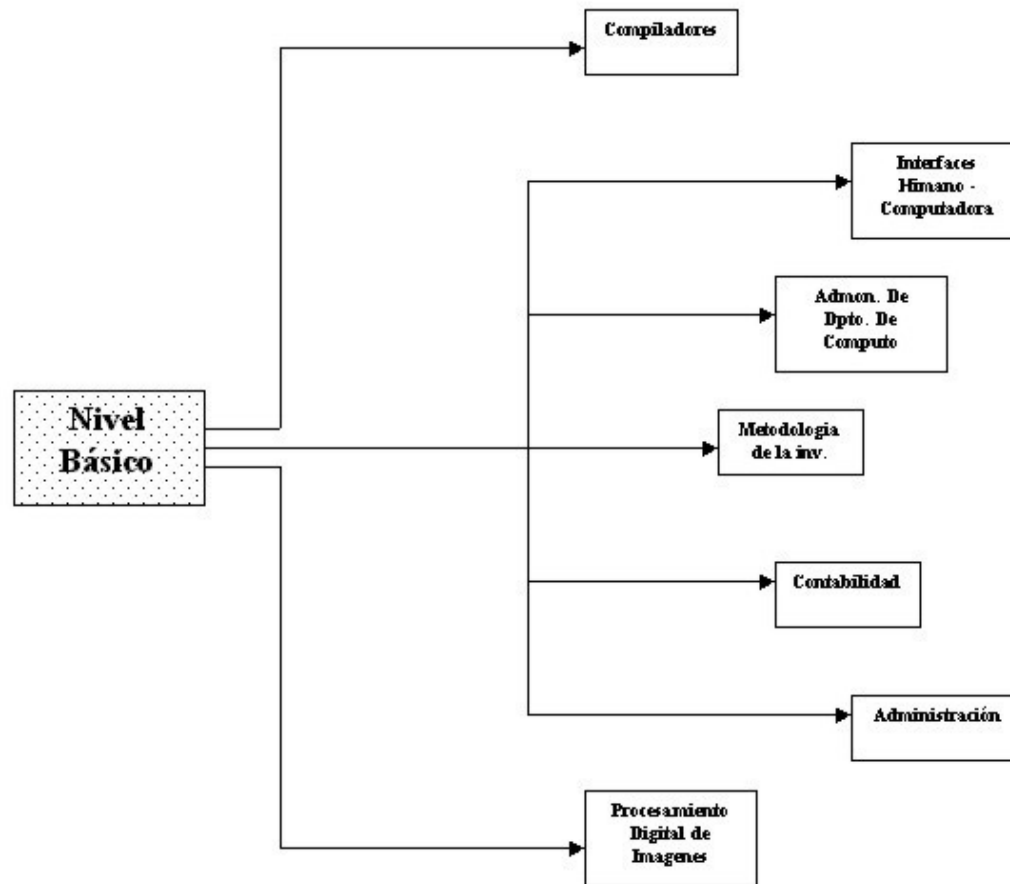 Compiladores
Interfaces
Himano -
Computadora
Admon. De
Dpto. De
Computo
Nivel
Básico
Metodologia
de la inv.
Contabilidad
Administración
Procesamiento
Digital de
Imagenes